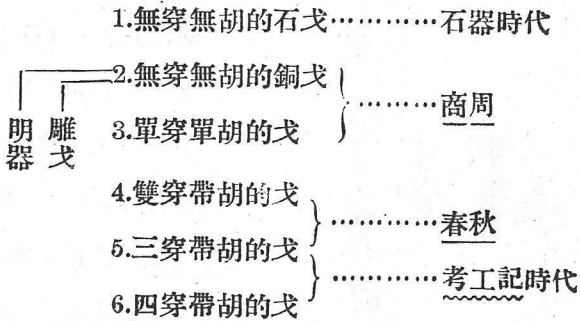 1.無穿無胡的石戈…………石器時代
2.無穿無胡的銅戈
………商周
明器
雕戈
3.單穿單胡的戈
4.雙穿帶胡的戈
…………春秋
5.三穿帶胡的戈
…………考工記時代
6.四穿帶胡的戈